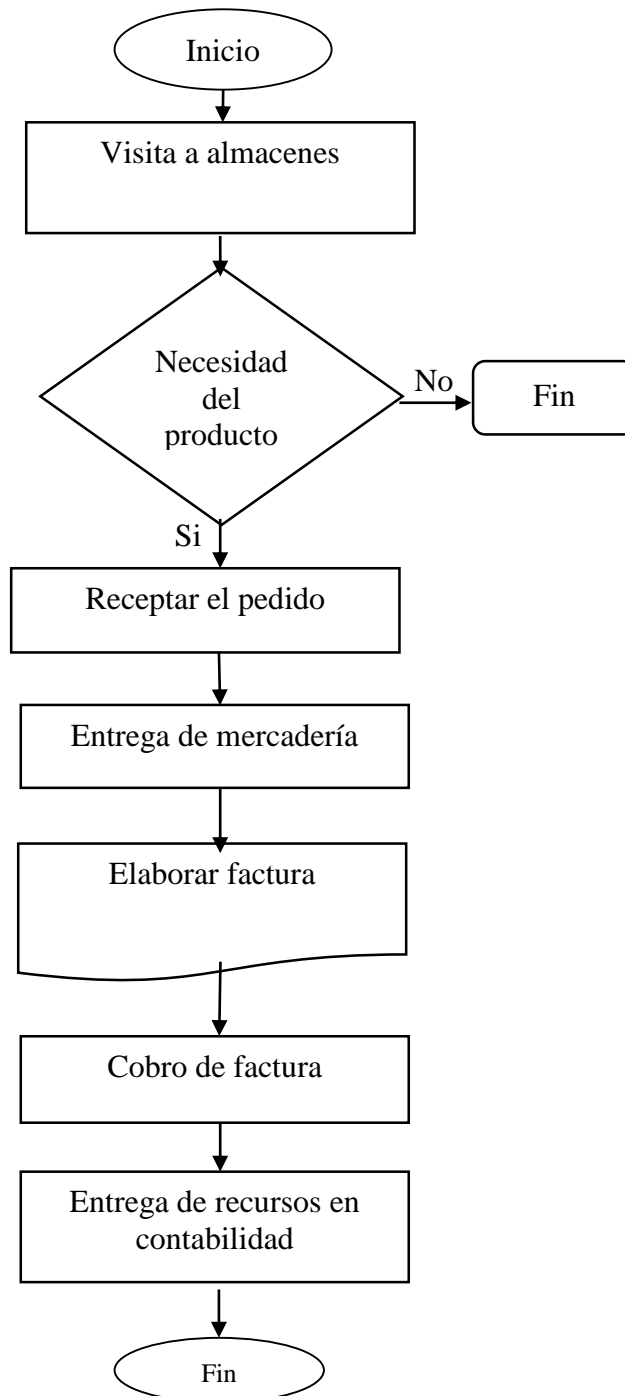 Inicio
Visita a almacenes
Necesidad
del
producto
No
Fin
Si
Receptar el pedido
Entrega de mercadería
Elaborar factura
Cobro de factura
Entrega de recursos en
contabilidad
Fin